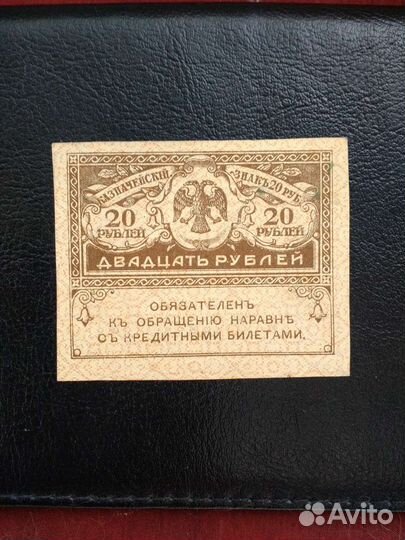 КАЗНАЧЕЙСКІЙ ЗНАКЪ 20 РУБ.
20 20
РУБЛЕЙ РУБЛЕЙ
ДВАДЦАТЬ РУБЛЕЙ
ОБЯЗАТЕЛЕНЪ
КЪ ОБРАЩЕНІЮ НАРАВНѢ
СЪ КРЕДИТНЫМИ БИЛЕТАМИ.
Avito